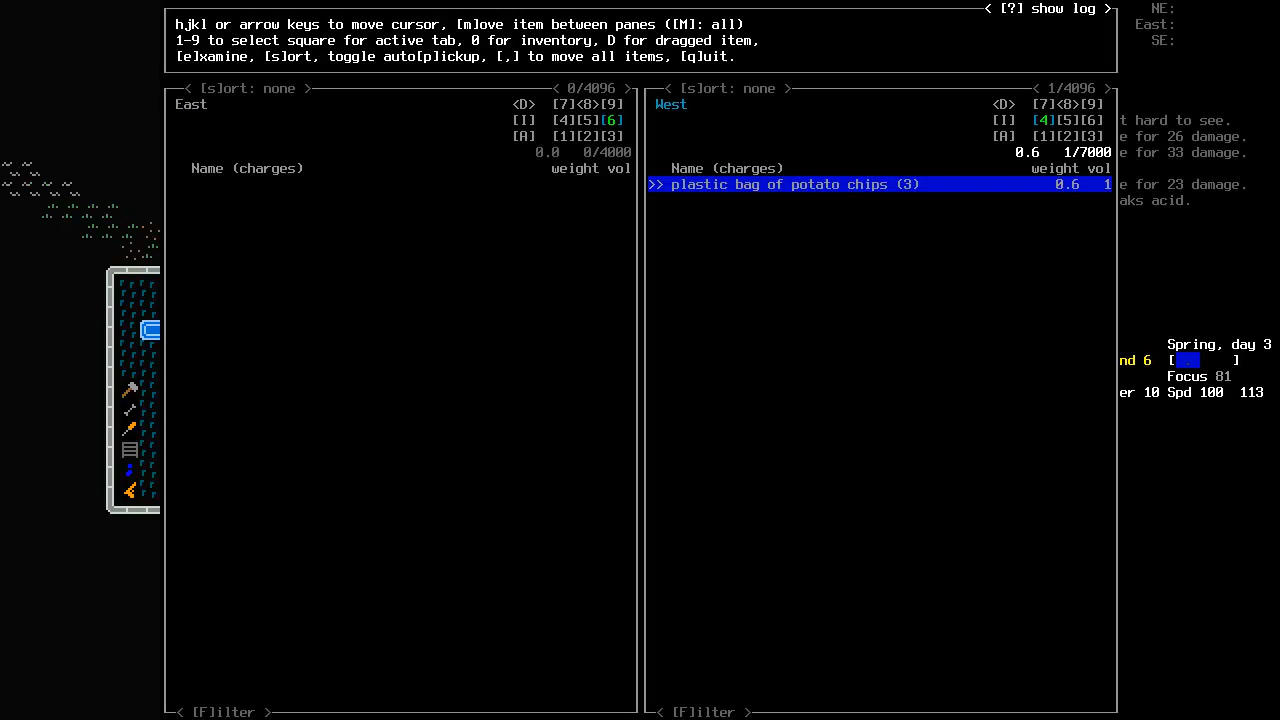 < [?] show log >
NE:
hjkl or arrow keys to move cursor, [m]ove item between panes ([M]: all)
East:
1-9 to select square for active tab, 0 for inventory, D for dragged item,
SE:
[e]xamine, [s]ort, toggle auto[p]ickup, [,] to move all items, [q]uit.
< [s]ort: none > < 0/4096 >
< [s]ort: none > < 1/4096 >
East <D> [7]<8>[9]
West <D> [7]<8>[9]
[I] [4][5][6]
[I] [4][5][6]
t hard to see.
[A] [1][2][3]
[A] [1][2][3]
e for 26 damage.
0.0 0/4000
0.6 1/7000
e for 33 damage.
Name (charges) weight vol
Name (charges) weight vol
>> plastic bag of potato chips (3) 0.6 1
e for 23 damage.
aks acid.
Spring, day 3
nd 6 [ . ]
Focus 81
er 10 Spd 100 113
< [F]ilter >
< [F]ilter >